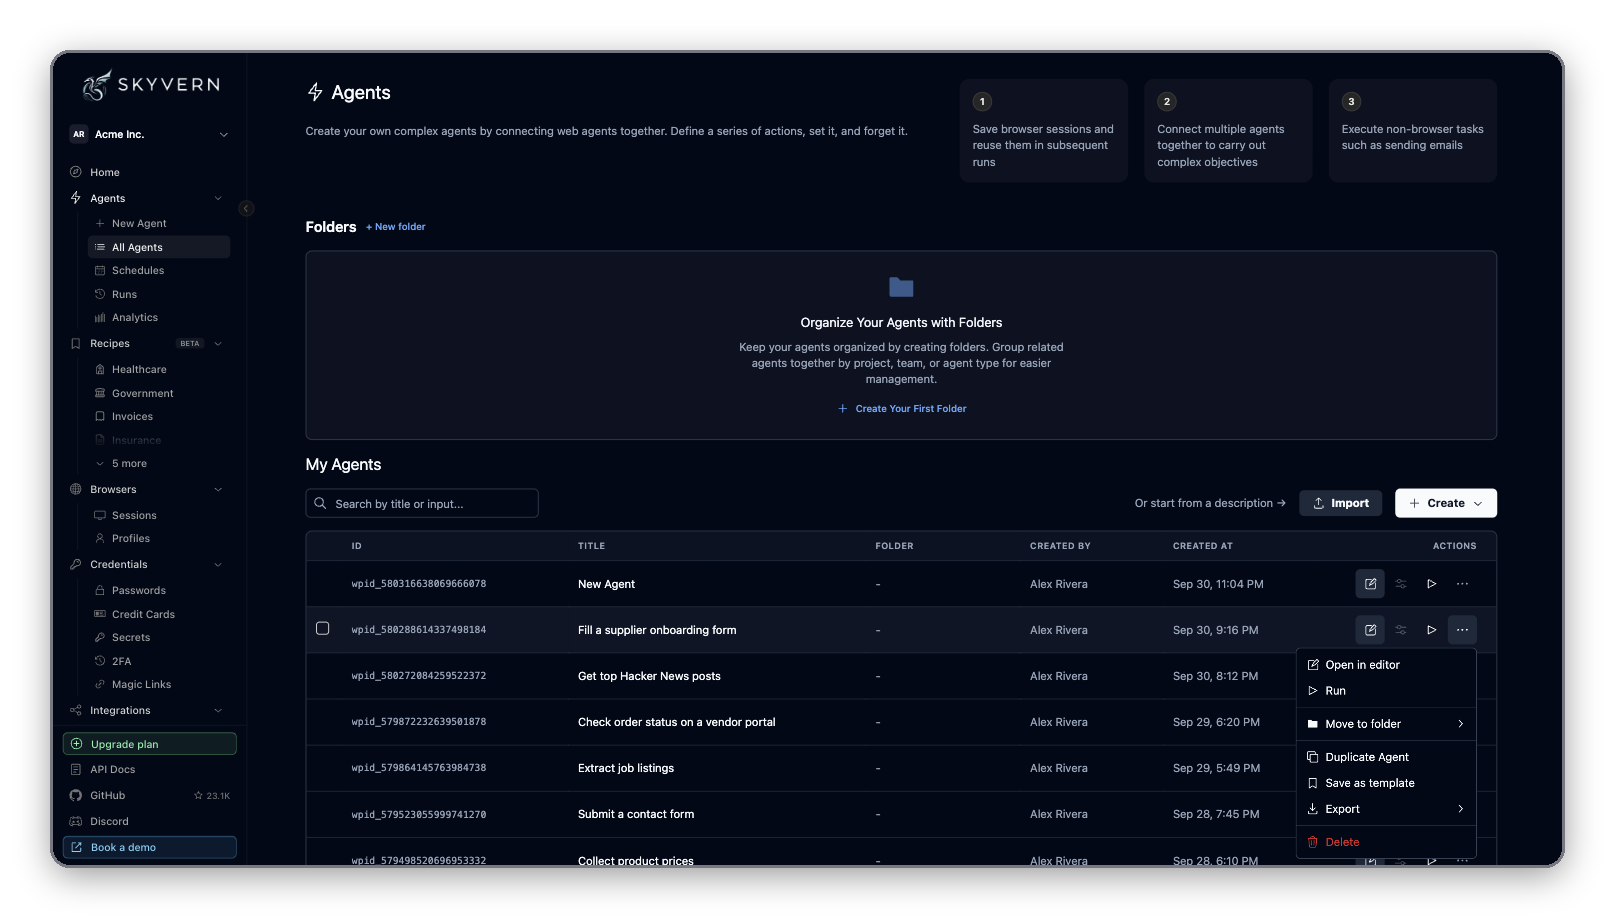 SKYVERN
AR Acme Inc.
Home
Agents
New Agent
All Agents
Schedules
Runs
Analytics
Recipes BETA
Healthcare
Government
Invoices
Insurance
5 more
Browsers
Sessions
Profiles
Credentials
Passwords
Credit Cards
Secrets
2FA
Magic Links
Integrations
Upgrade plan
API Docs
GitHub 23.1K
Discord
Book a demo
Agents
Create your own complex agents by connecting web agents together. Define a series of actions, set it, and forget it.
1
Save browser sessions and
reuse them in subsequent
runs
2
Connect multiple agents
together to carry out
complex objectives
3
Execute non-browser tasks
such as sending emails
Folders + New folder
Organize Your Agents with Folders
Keep your agents organized by creating folders. Group related
agents together by project, team, or agent type for easier
management.
+ Create Your First Folder
My Agents
Search by title or input...
Or start from a description →
Import
+ Create
ID TITLE FOLDER CREATED BY CREATED AT ACTIONS
wpid_580316638069666078 New Agent - Alex Rivera Sep 30, 11:04 PM
wpid_580288614337498184 Fill a supplier onboarding form - Alex Rivera Sep 30, 9:16 PM
wpid_580272084259522372 Get top Hacker News posts - Alex Rivera Sep 30, 8:12 PM
wpid_579872232639501878 Check order status on a vendor portal - Alex Rivera Sep 29, 6:20 PM
wpid_579864145763984738 Extract job listings - Alex Rivera Sep 29, 5:49 PM
wpid_579523055999741270 Submit a contact form - Alex Rivera Sep 28, 7:45 PM
wpid_579498520696953332 Collect product prices - Alex Rivera Sep 28, 6:10 PM
Open in editor
Run
Move to folder
Duplicate Agent
Save as template
Export
Delete